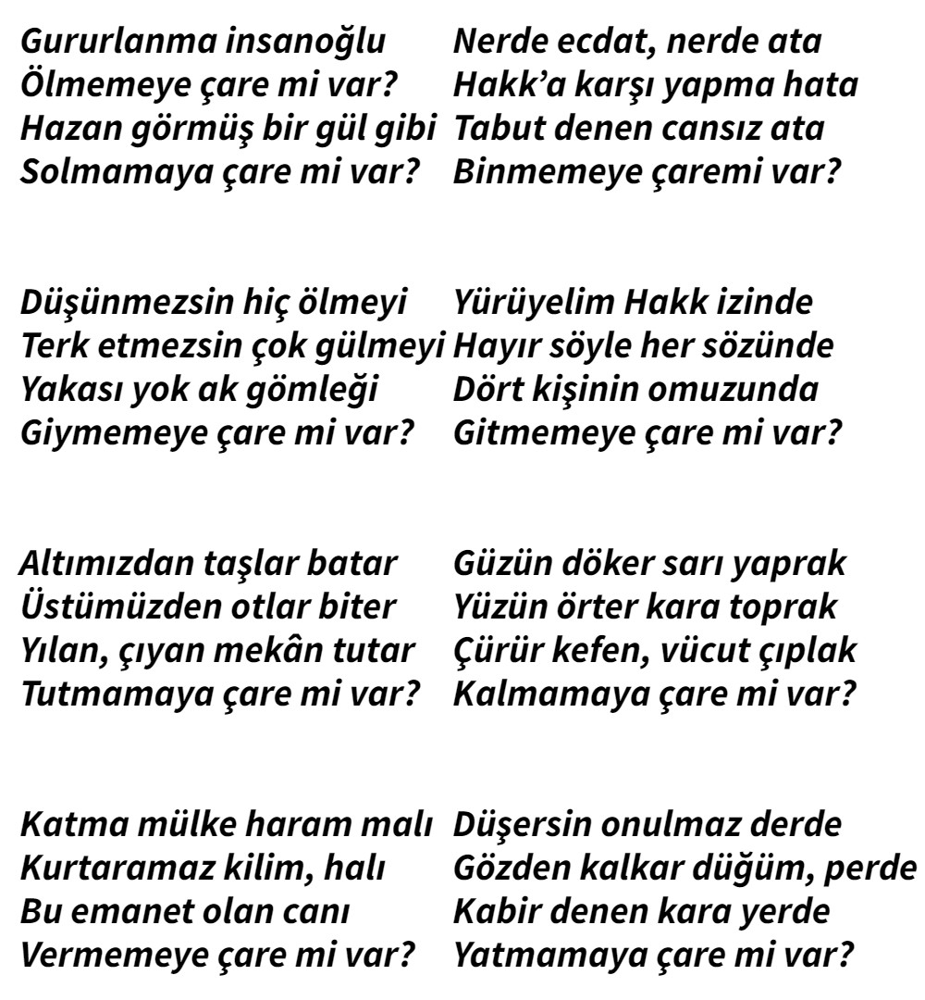 Gururlanma insanoğlu
Ölmemeye çare mi var?
Hazan görmüş bir gül gibi
Solmamaya çare mi var?
Düşünmezsin hiç ölmeyi
Terk etmezsin çok gülmeyi
Yakası yok ak gömleği
Giymemeye çare mi var?
Altımızdan taşlar batar
Üstümüzden otlar biter
Yılan, çıyan mekân tutar
Tutmamaya çare mi var?
Katma mülke haram malı
Kurtaramaz kilim, halı
Bu emanet olan canı
Vermemeye çare mi var?
Nerde ecdat, nerde ata
Hakk’a karşı yapma hata
Tabut denen cansız ata
Binmemeye çaremi var?
Yürüyelim Hakk izinde
Hayır söyle her sözünde
Dört kişinin omuzunda
Gitmemeye çare mi var?
Güzün döker sarı yaprak
Yüzün örter kara toprak
Çürür kefen, vücut çıplak
Kalmamaya çare mi var?
Düşersin onulmaz derde
Gözden kalkar düğüm, perde
Kabir denen kara yerde
Yatmamaya çare mi var?